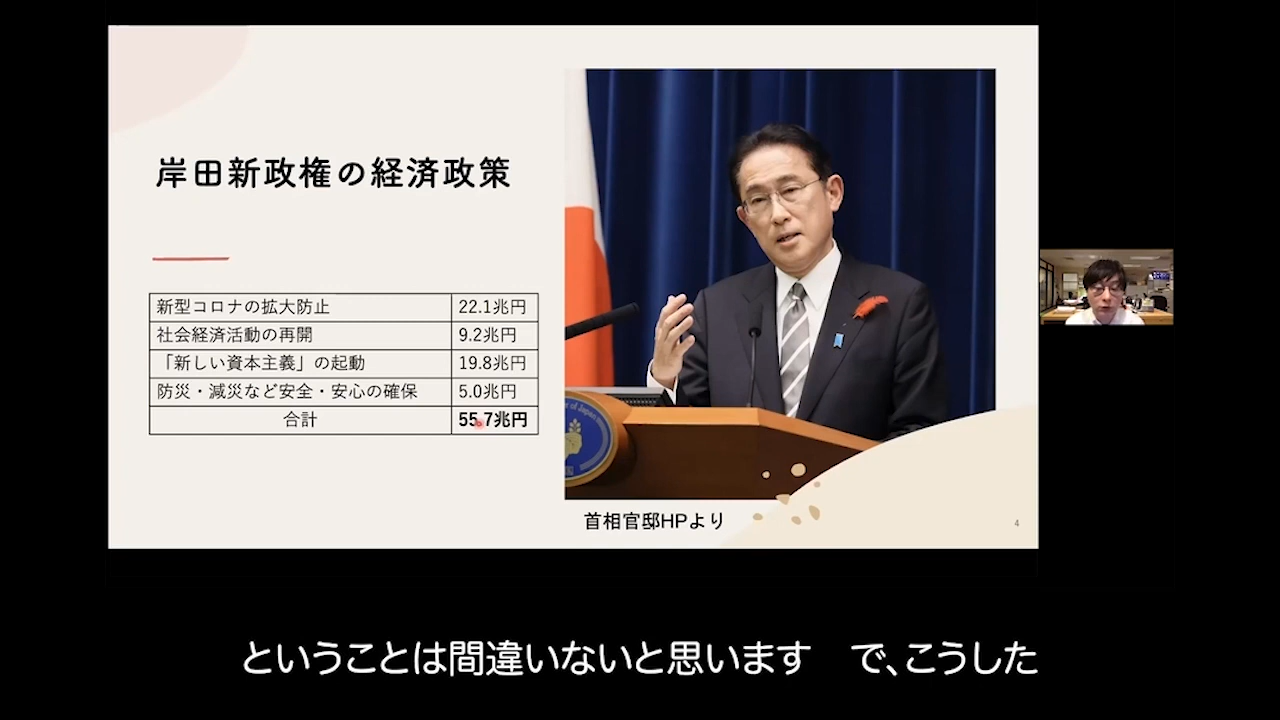 岸田新政権の経済政策
新型コロナの拡大防止 22.1兆円
社会経済活動の再開 9.2兆円
「新しい資本主義」の起動 19.8兆円
防災・減災など安全・安心の確保 5.0兆円
合計 55.7兆円
of Japan
首相官邸HPより
4
ということは間違いないと思います　で、こうした